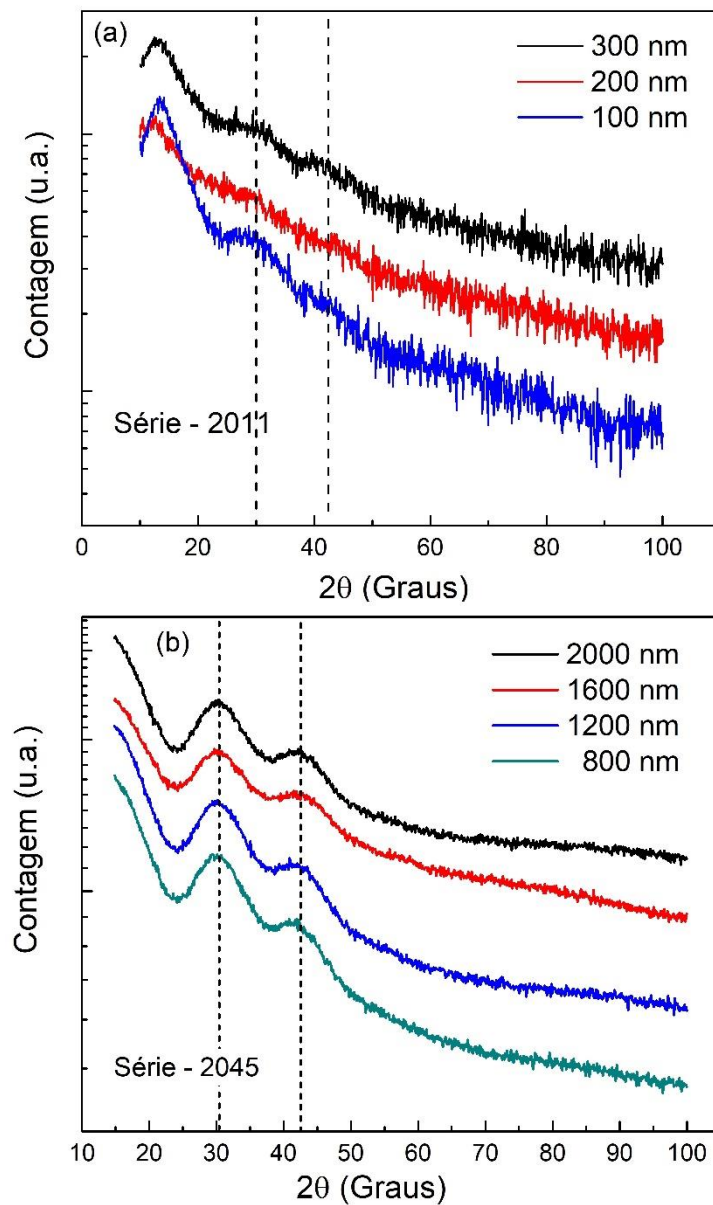 (a)
300 nm
200 nm
100 nm
Contagem (u.a.)
Série - 2011
0 20 40 60 80 100
2θ (Graus)
(b)
2000 nm
1600 nm
1200 nm
800 nm
Contagem (u.a.)
Série - 2045
10 20 30 40 50 60 70 80 90 100
2θ (Graus)